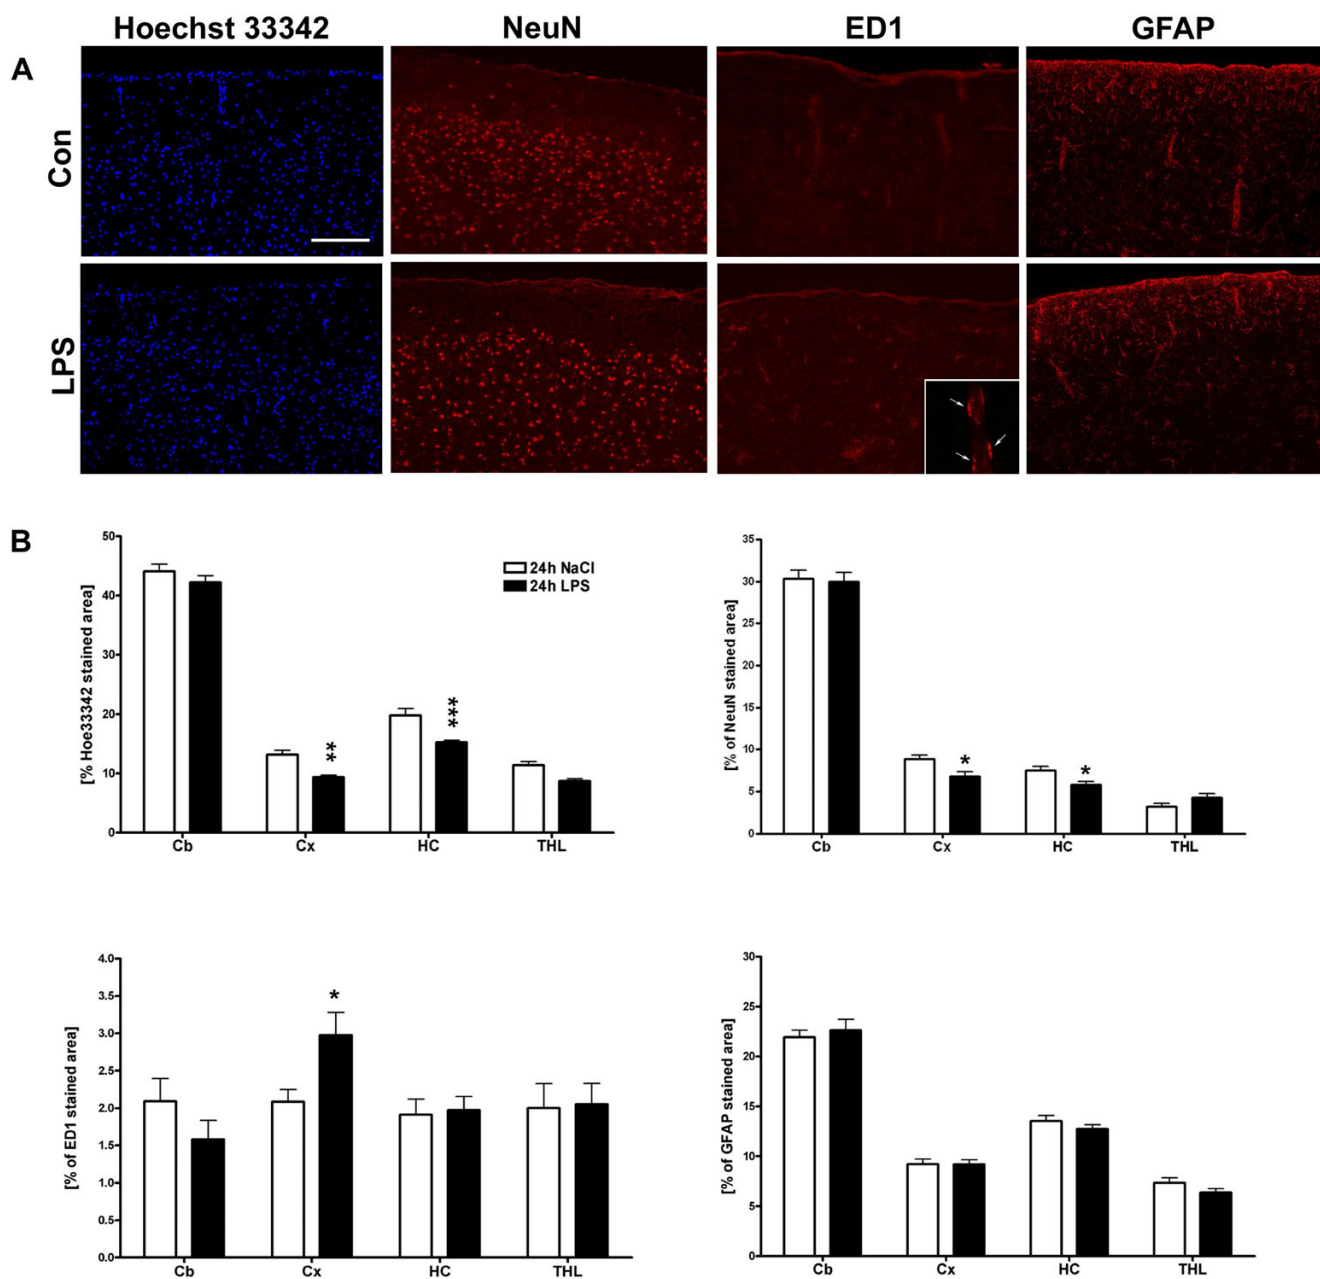 Hoechst 33342 NeuN ED1 GFAP
A
Con
LPS
B
[% Hoe33342 stained area]
50
40
30
20
10
0
24h NaCl
24h LPS
**
***
Cb Cx HC THL
[% of NeuN stained area]
35
30
25
20
15
10
5
0
*
*
Cb Cx HC THL
[% of ED1 stained area]
4.0
3.5
3.0
2.5
2.0
1.5
1.0
0.5
0.0
*
Cb Cx HC THL
[% of GFAP stained area]
30
25
20
15
10
5
0
Cb Cx HC THL